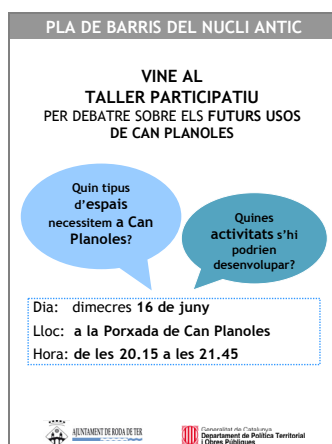 PLA DE BARRIS DEL NUCLI ANTIC
VINE AL
TALLER PARTICIPATIU
PER DEBATRE SOBRE ELS FUTURS USOS
DE CAN PLANOLES
Quin tipus
d'espais
necessitem a Can
Planoles?
Quines
activitats s'hi
podrien
desenvolupar?
Dia: dimecres 16 de juny
Lloc: a la Porxada de Can Planoles
Hora: de les 20.15 a les 21.45
AJUNTAMENT DE RODA DE TER
Generalitat de Catalunya
Departament de Política Territorial
i Obres Públiques